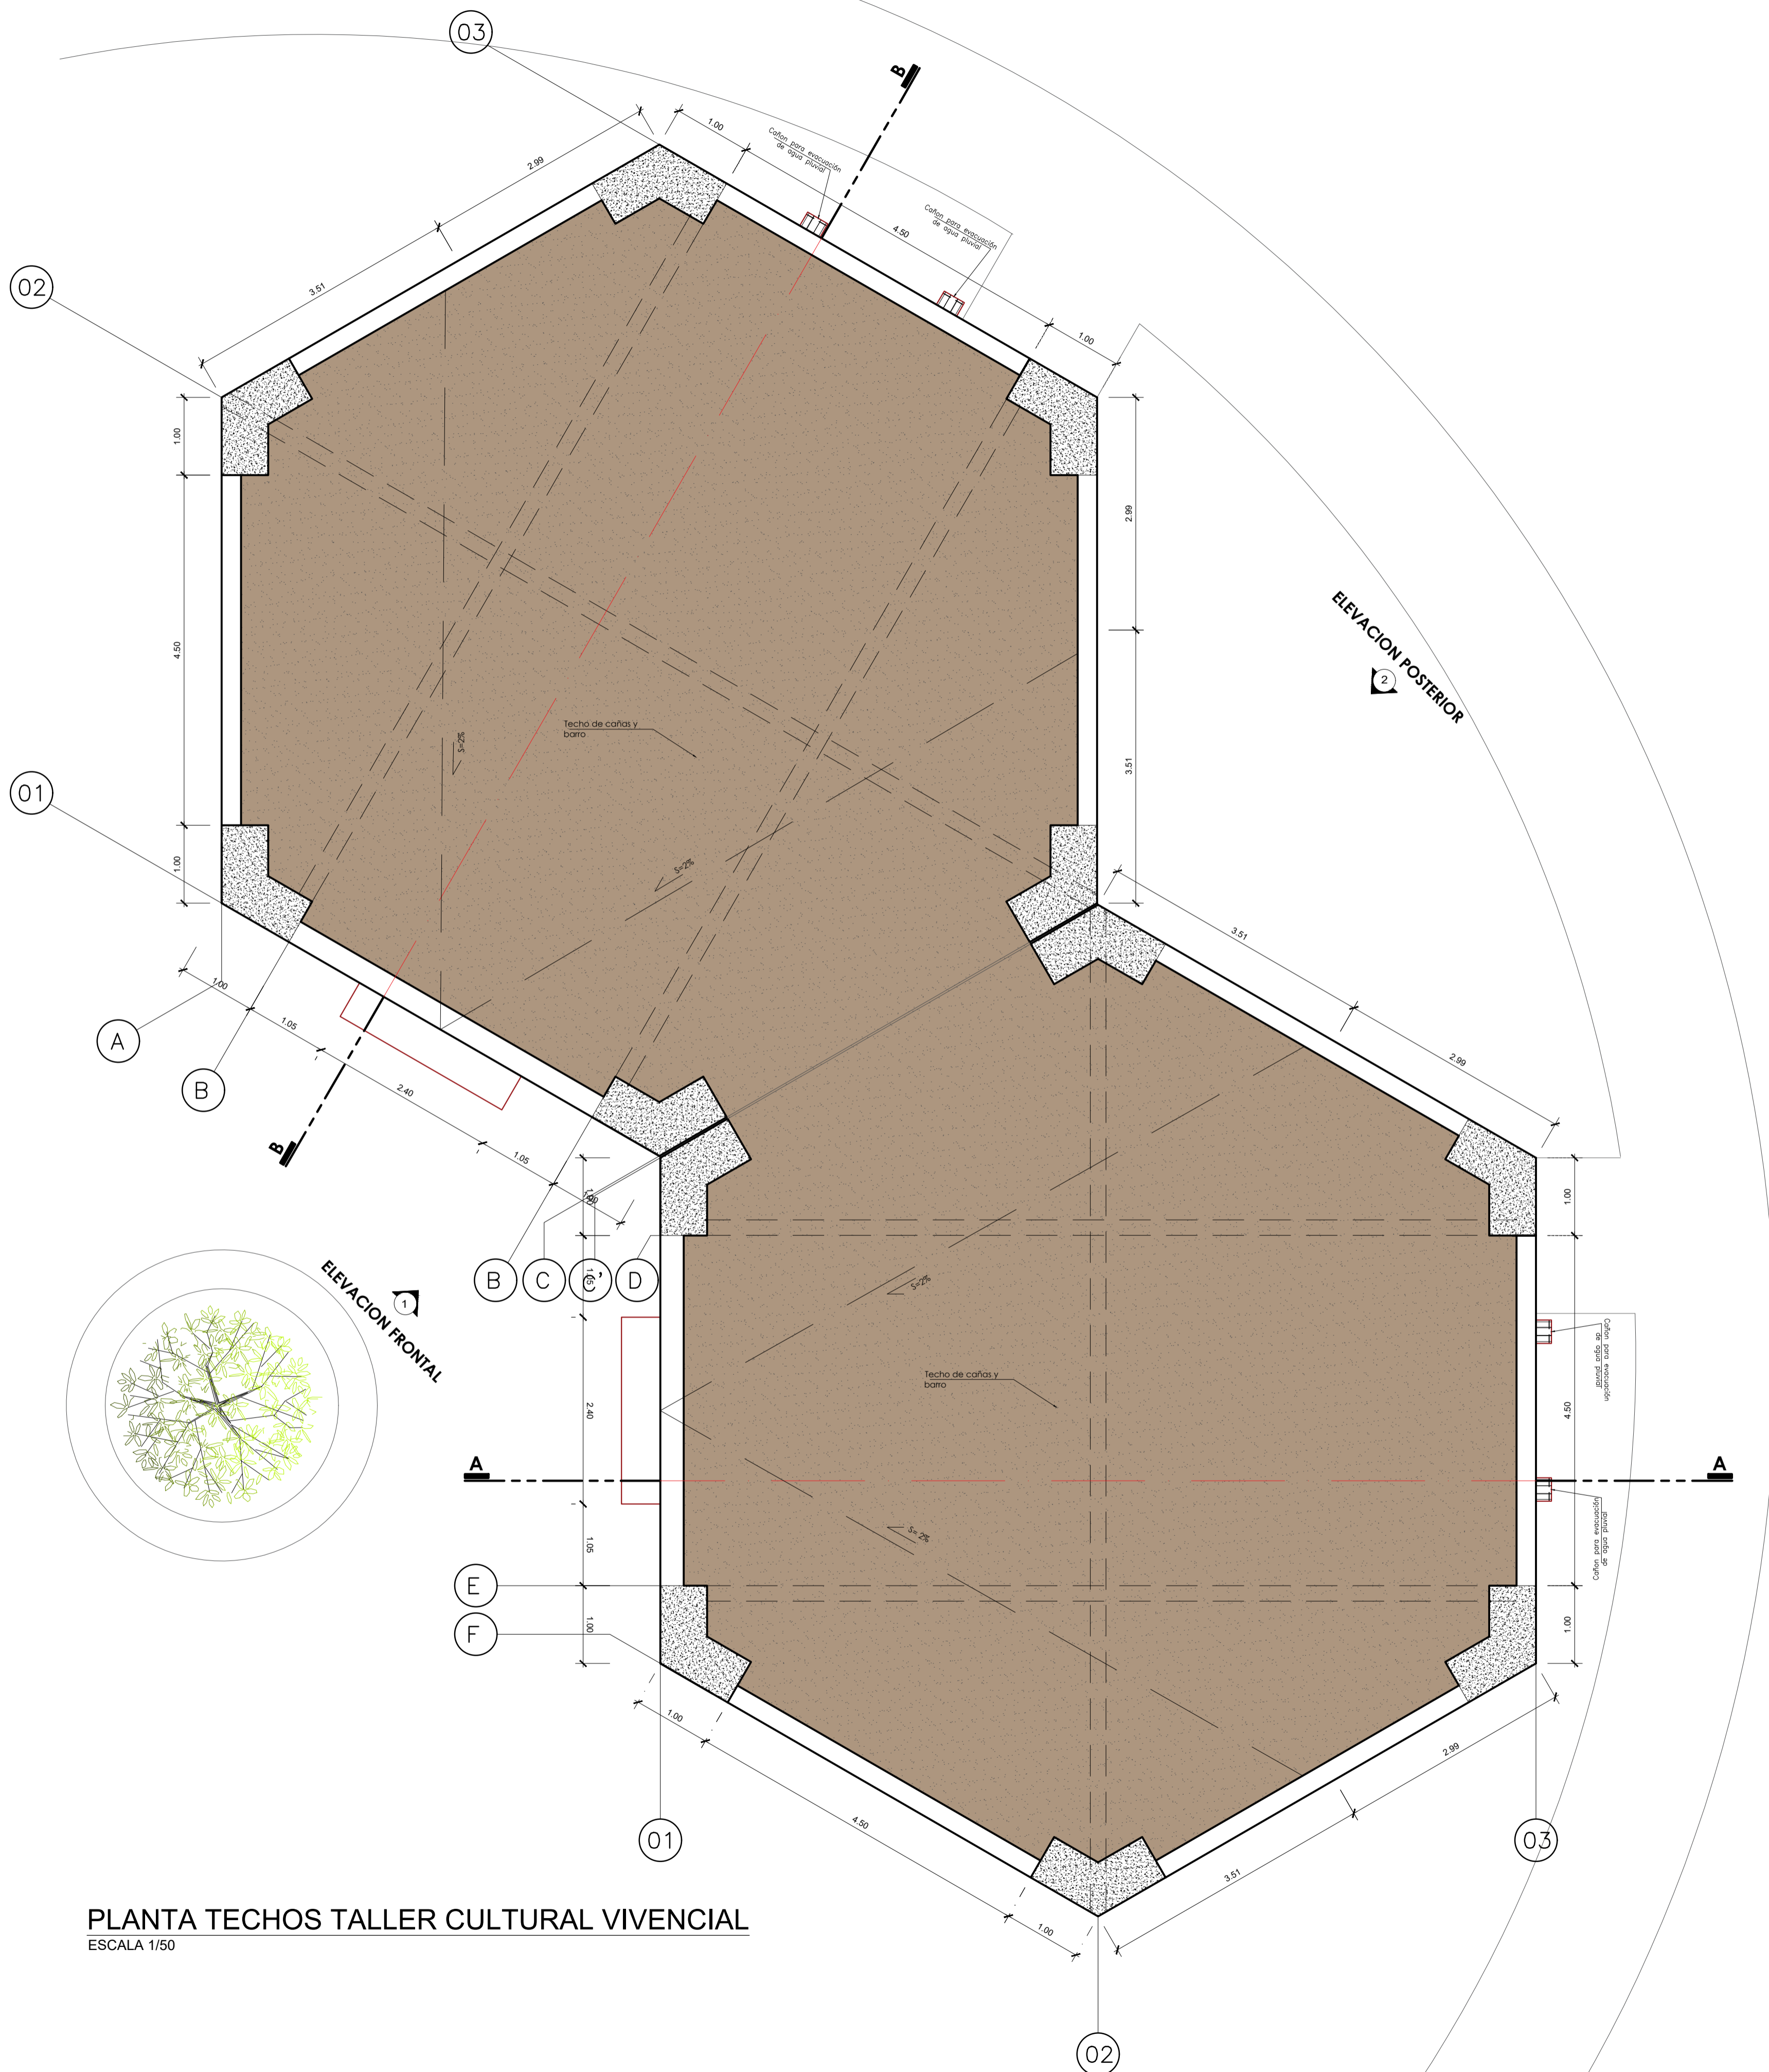 03
B
1.00
Cañon para evacuación
de agua pluvial
2.99
Cañon para evacuación
de agua pluvial
4.50
02
3.51
1.00
1.00
2.99
ELEVACION POSTERIOR
2
4.50
Techo de cañas y
barro
S=2%
3.51
01
1.00
S=2%
3.51
1.00
A
1.05
B
2.40
2.99
B
1.05
1.00
1.00
ELEVACION FRONTAL
1
B
C
C'
D
1.05
S=2%
Cañon para evacuación
de agua pluvial
Techo de cañas y
barro
2.40
4.50
A
A
Cañon para evacuación
de agua pluvial
S= 2%
1.05
E
F
1.00
1.00
1.00
2.99
4.50
01
03
3.51
1.00
PLANTA TECHOS TALLER CULTURAL VIVENCIAL
ESCALA 1/50
02